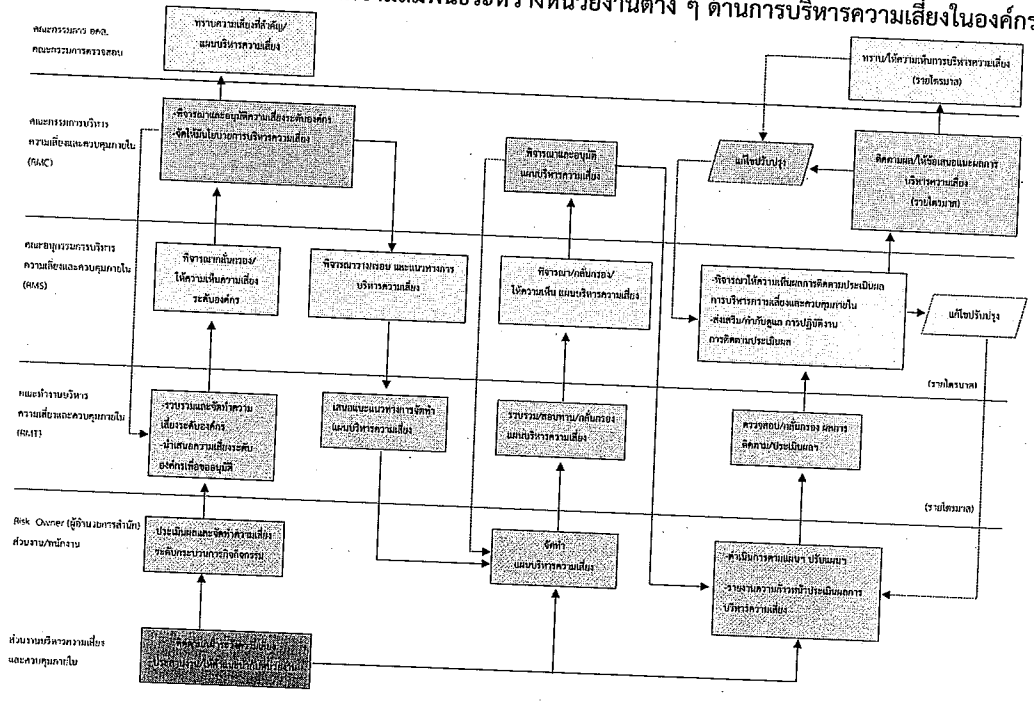 ระหว่างหน่วยงานต่าง ๆ ด้านการบริหารความเสี่ยงในองค์กร
คณะกรรมการ อคส.
คณะกรรมการตรวจสอบ
ทราบความเสี่ยงที่สำคัญ/
แผนบริหารความเสี่ยง
ทราบ/ให้ความเห็นการบริหารความเสี่ยง
(รายไตรมาส)
คณะกรรมการบริหาร
ความเสี่ยงและควบคุมภายใน
(RMC)
-พิจารณาและอนุมัติความเสี่ยงระดับองค์กร
-จัดให้มีนโยบายการบริหารความเสี่ยง
พิจารณาและอนุมัติ
แผนบริหารความเสี่ยง
แก้ไขปรับปรุง
ติดตามผล/ให้ข้อเสนอแนะผลการ
บริหารความเสี่ยง
(รายไตรมาส)
คณะอนุกรรมการบริหาร
ความเสี่ยงและควบคุมภายใน
(RMS)
พิจารณากลั่นกรอง/
ให้ความเห็นความเสี่ยง
ระดับองค์กร
พิจารณาวางกรอบ และแนวทางการ
บริหารความเสี่ยง
พิจารณา/กลั่นกรอง/
ให้ความเห็น แผนบริหารความเสี่ยง
-พิจารณาให้ความเห็นผลการติดตามประเมินผล
การบริหารความเสี่ยงและควบคุมภายใน
-ส่งเสริม/กำกับดูแล การปฏิบัติงาน
การติดตามประเมินผล
แก้ไขปรับปรุง
(รายไตรมาส)
คณะทำงานบริหาร
ความเสี่ยงและควบคุมภายใน
(RMT)
-รวบรวมและจัดทำความ
เสี่ยงระดับองค์กร
-นำเสนอความเสี่ยงระดับ
องค์กรเพื่อขออนุมัติ
เสนอแนะแนวทางการจัดทำ
แผนบริหารความเสี่ยง
รวบรวม/สอบทาน/กลั่นกรอง
แผนบริหารความเสี่ยง
ตรวจสอบ/กลั่นกรอง ผลการ
ติดตาม/ประเมินผลฯ
(รายไตรมาส)
Risk Owner (ผู้อำนวยการสำนัก)
ส่วนงาน/พนักงาน
-ประเมินผลและจัดทำความเสี่ยง
ระดับกระบวนการกิจกรรม
จัดทำ
แผนบริหารความเสี่ยง
-ดำเนินการตามแผนฯ ปรับแผนฯ
-รายงานความก้าวหน้าประเมินผลการ
บริหารความเสี่ยง
ส่วนงานบริหารความเสี่ยง
และควบคุมภายใน